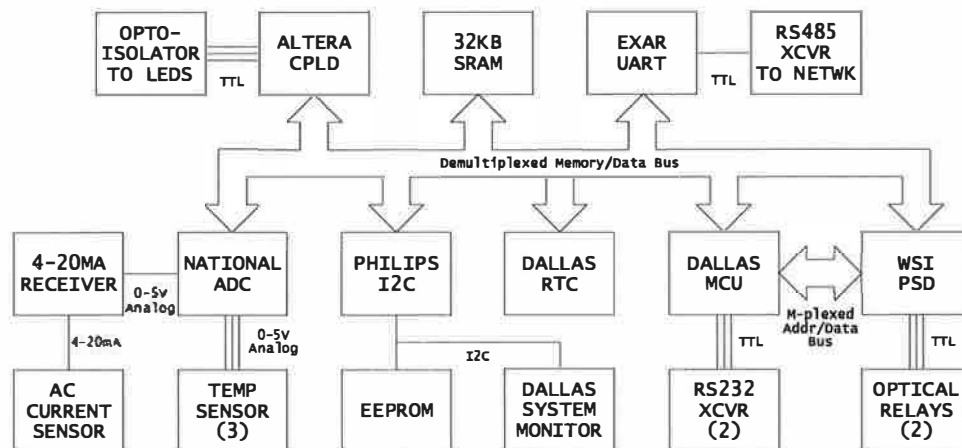 OPTO-
ISOLATOR
TO LEDS
TTL
ALTERA
CPLD
32KB
SRAM
EXAR
UART
TTL
RS485
XCVR
TO NETWK
Demultiplexed Memory/Data Bus
4-20MA
RECEIVER
0-5v
Analog
NATIONAL
ADC
PHILIPS
I2C
DALLAS
RTC
DALLAS
MCU
M-plexed
Addr/Data
Bus
WSI
PSD
4-20mA
0-5v
Analog
I2C
TTL
TTL
AC
CURRENT
SENSOR
TEMP
SENSOR
(3)
EEPROM
DALLAS
SYSTEM
MONITOR
RS232
XCVR
(2)
OPTICAL
RELAYS
(2)